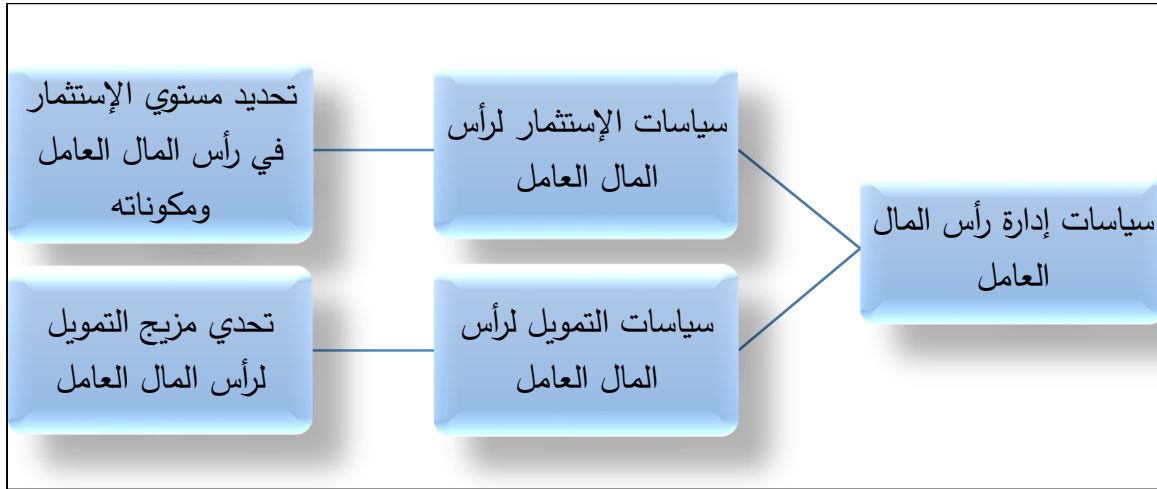 سياسات إدارة رأس المال
العامل
سياسات الإستثمار لرأس
المال العامل
تحديد مستوي الإستثمار
في رأس المال العامل
ومكوناته
سياسات التمويل لرأس
المال العامل
تحدي مزيج التمويل
لرأس المال العامل